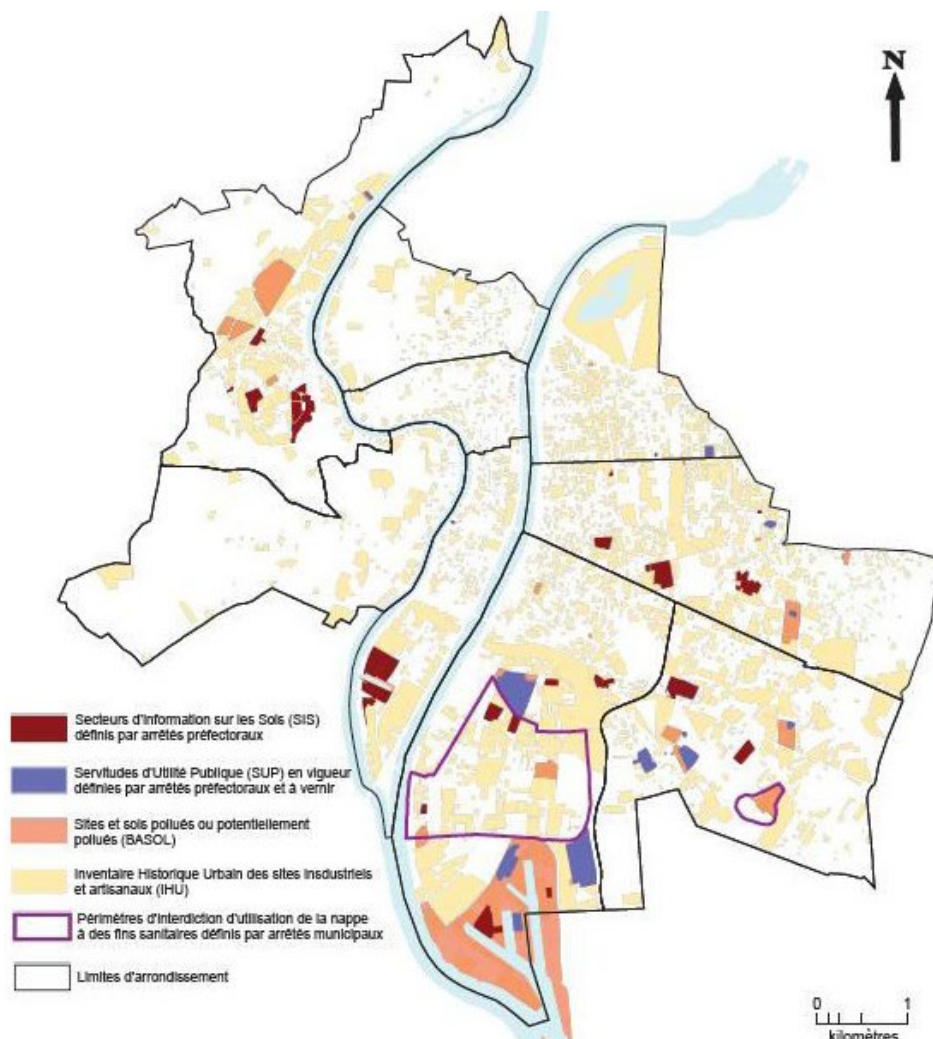 N
Secteurs d'Information sur les Sols (SIS)
définis par arrêtés préfectoraux
Servitudes d'Utilité Publique (SUP) en vigueur
définies par arrêtés préfectoraux et à vernir
Sites et sols pollués ou potentiellement
pollués (BASOL)
Inventaire Historique Urbain des sites insdustriels
et artisanaux (IHU)
Périmètres d'interdiction d'utilisation de la nappe
à des fins sanitaires définis par arrêtés municipaux
Limites d'arrondissement
0 1
kilomètres